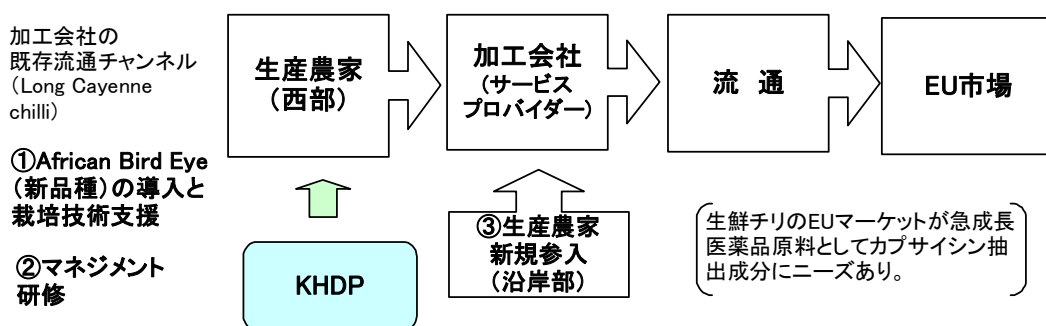 加工会社の
既存流通チャンネル
(Long Cayenne
chilli)
生産農家
(西部)
加工会社
(サービス
プロバイダー)
流　通
EU市場
①African Bird Eye
(新品種)の導入と
栽培技術支援
②マネジメント
研修
KHDP
③生産農家
新規参入
(沿岸部)
生鮮チリのEUマーケットが急成長
医薬品原料としてカプサイシン抽
出成分にニーズあり。